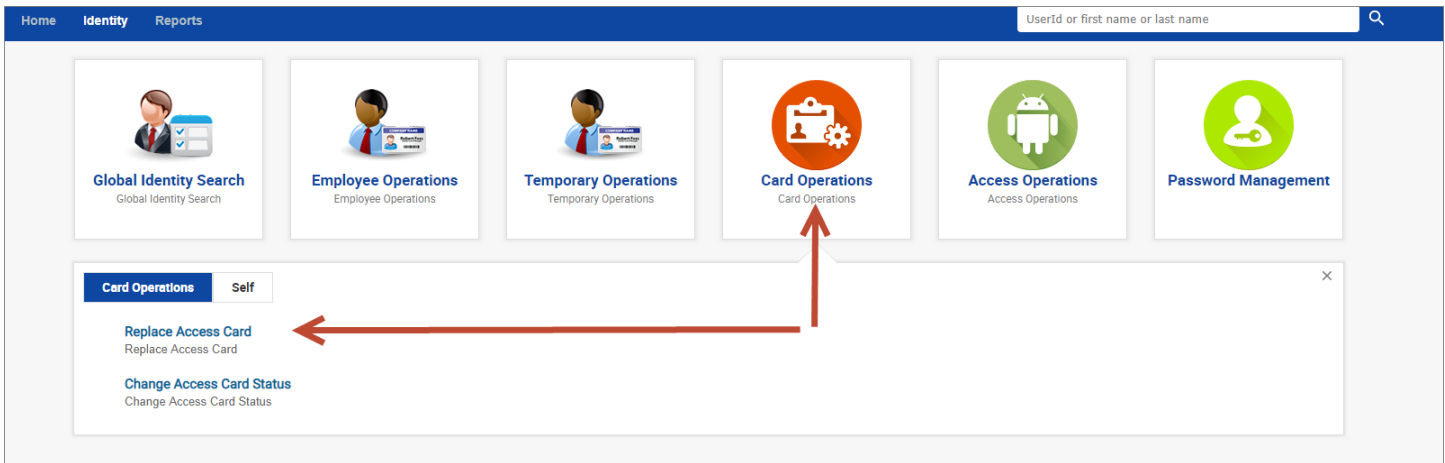 Home Identity Reports
UserId or first name or last name
Global Identity Search
Global Identity Search
Employee Operations
Employee Operations
Temporary Operations
Temporary Operations
Card Operations
Card Operations
Access Operations
Access Operations
Password Management
Card Operations Self
Replace Access Card
Replace Access Card
Change Access Card Status
Change Access Card Status